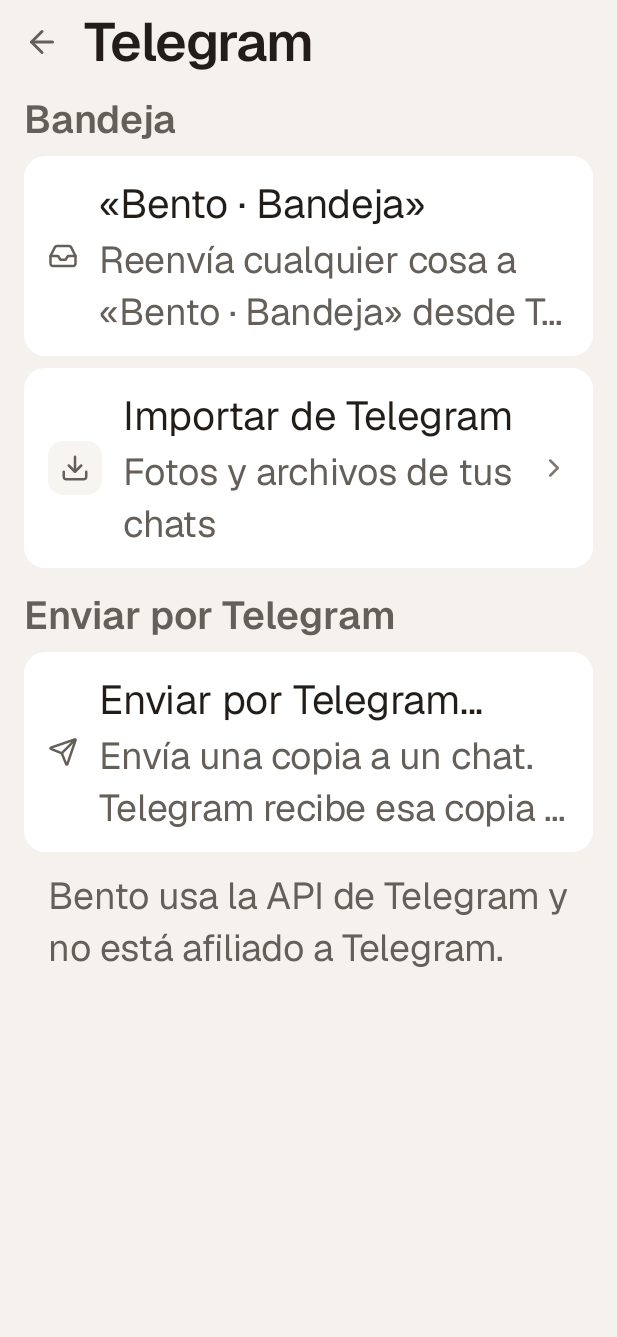 Telegram
Bandeja
«Bento · Bandeja»
Reenvía cualquier cosa a
«Bento · Bandeja» desde T...
Importar de Telegram
Fotos y archivos de tus
chats
Enviar por Telegram
Enviar por Telegram...
Envía una copia a un chat.
Telegram recibe esa copia ...
Bento usa la API de Telegram y
no está afiliado a Telegram.